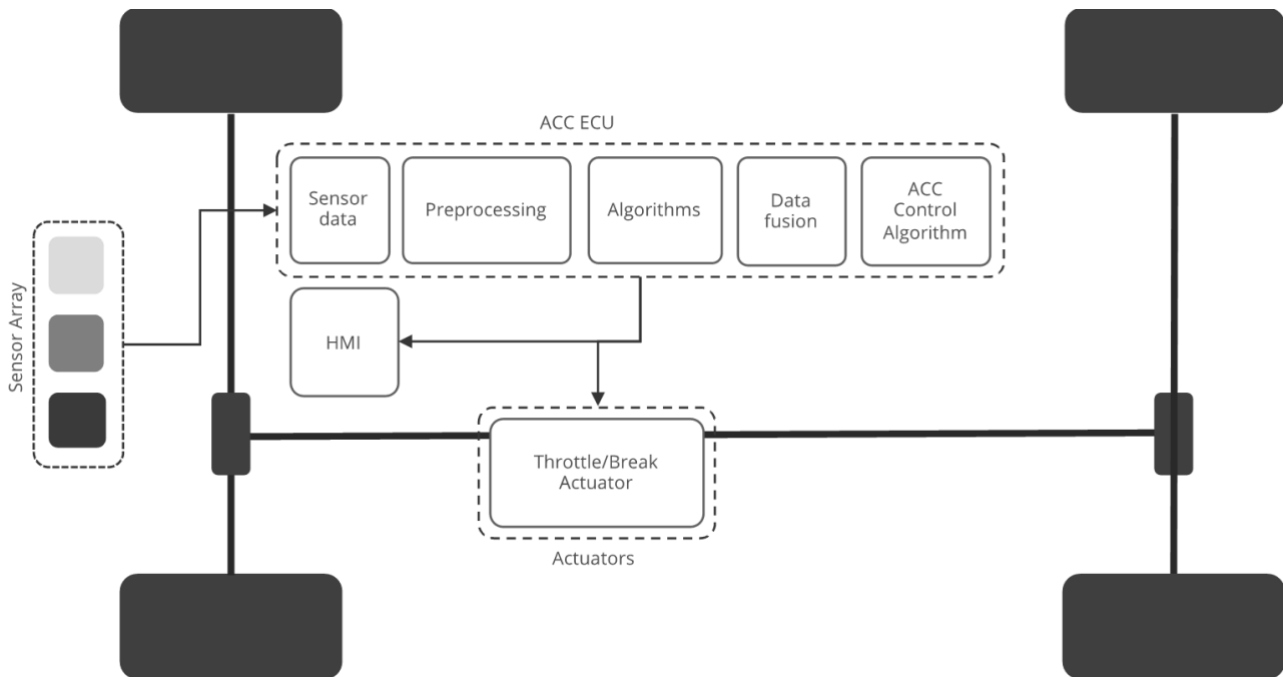 ACC ECU
Sensor
data
Preprocessing
Algorithms
Data
fusion
ACC
Control
Algorithm
Sensor Array
HMI
Throttle/Break
Actuator
Actuators